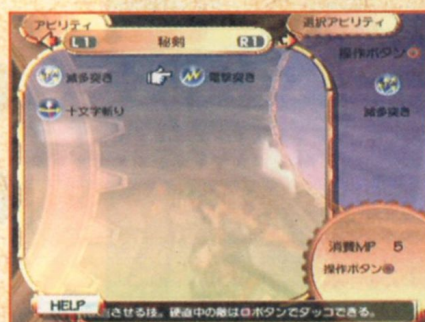 アビリティ
選択アビリティ
L1 秘剣 R1
操作ボタン
滅多突き 電撃突き
滅多突き
十文字斬り
消費MP 5
操作ボタン
HELP
させる技。硬直中の敵は□ボタンでダッコできる。